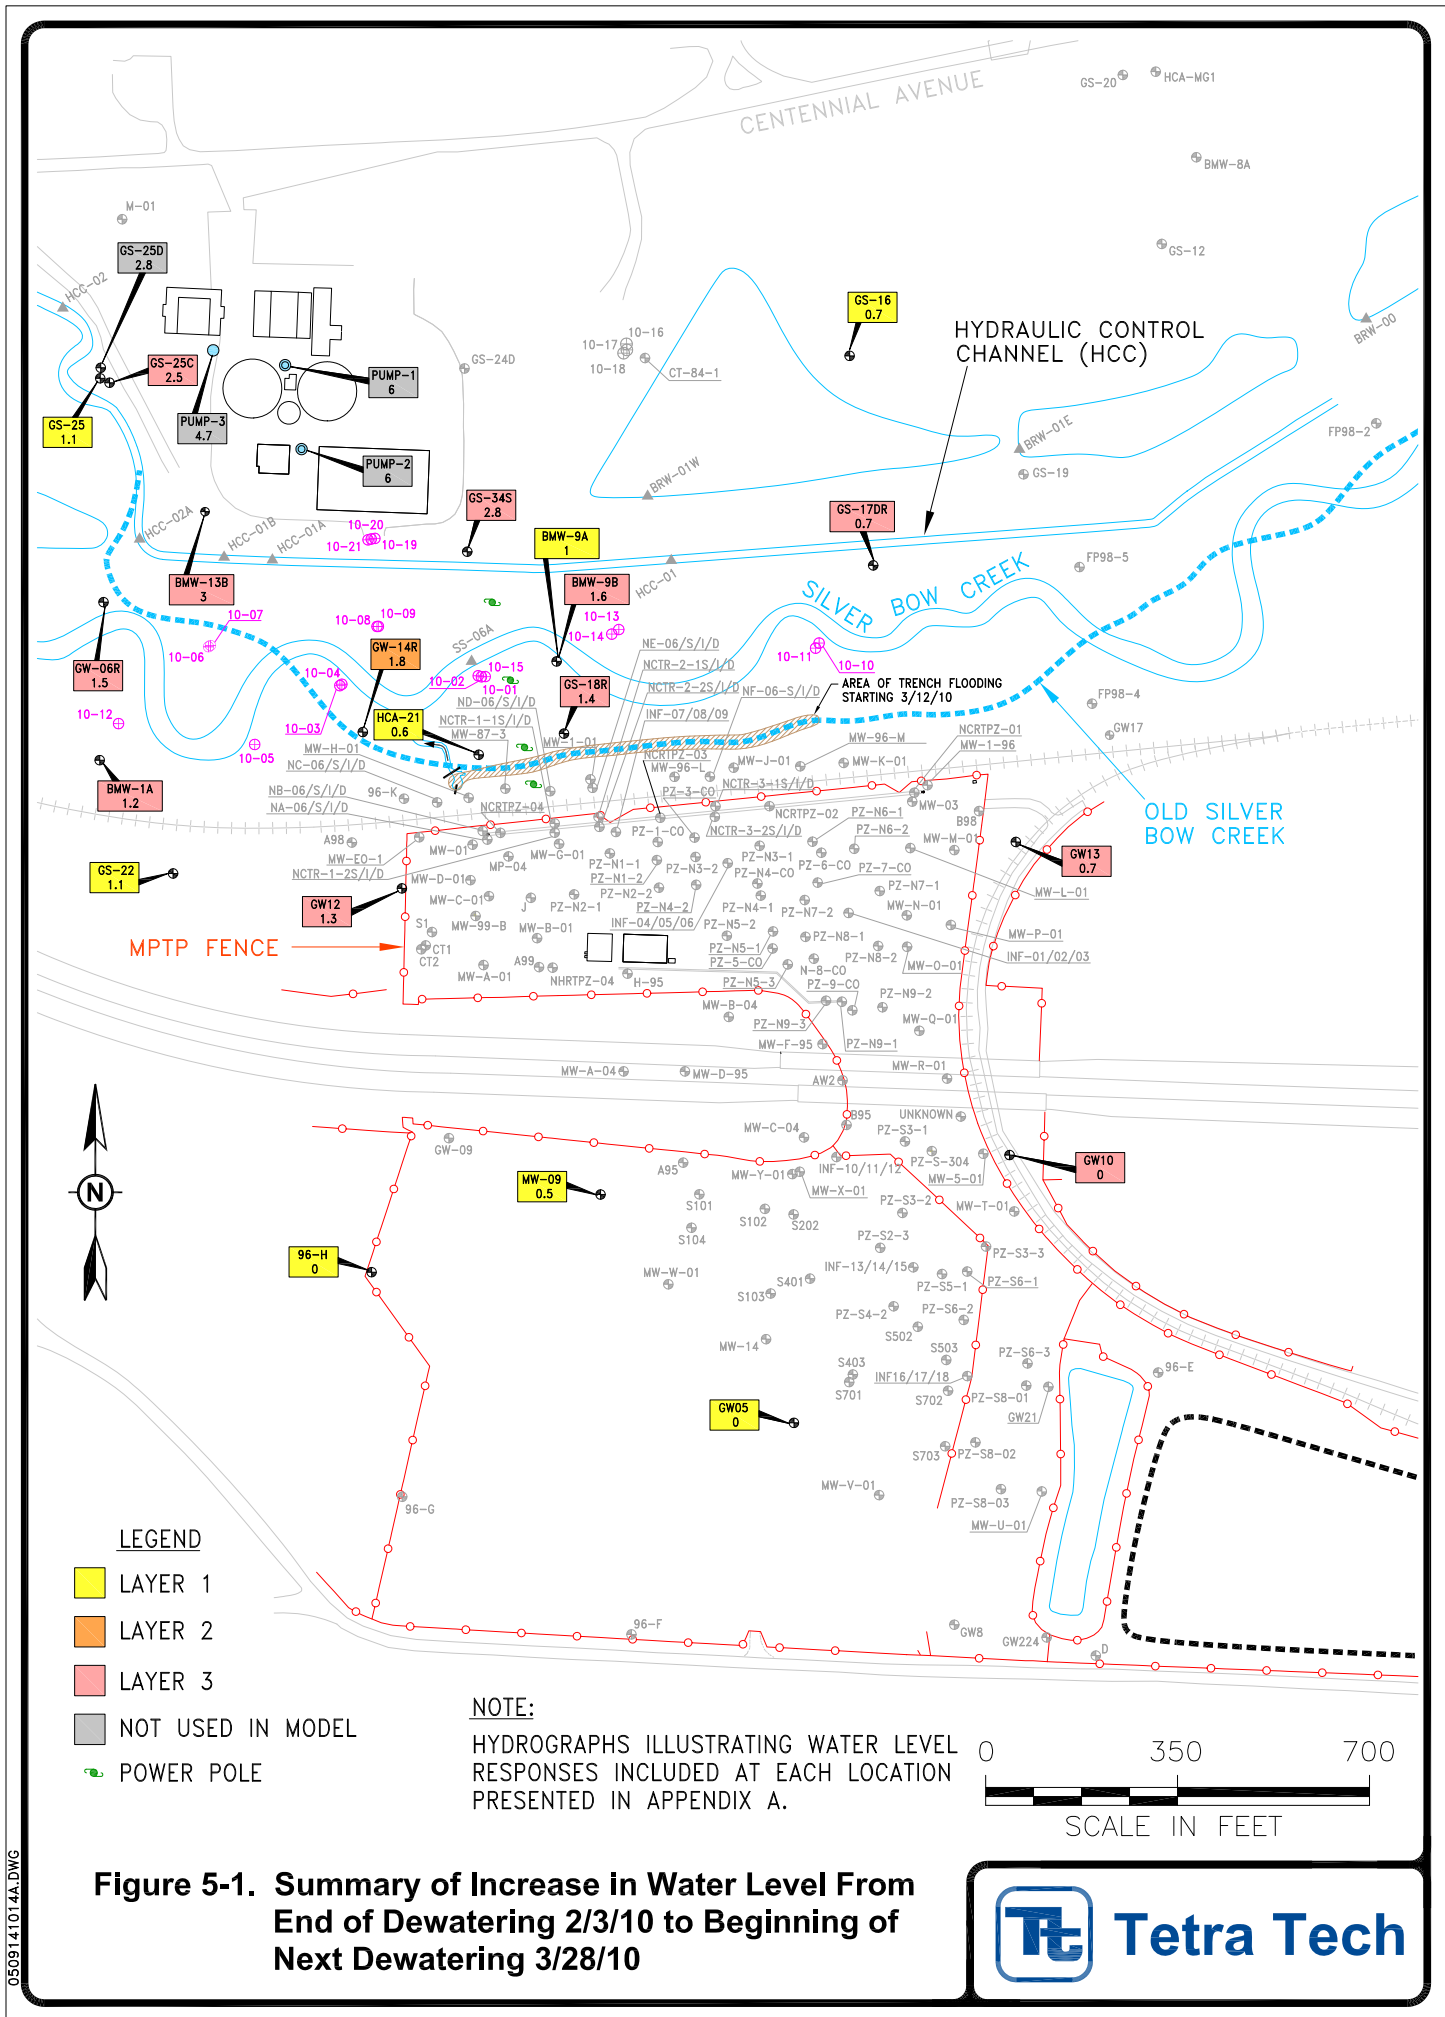 CENTENNIAL AVENUE
GS-20
HCA-MG1
BMW-8A
M-01
GS-12
GS-25D
2.8
HCC-02
GS-16
0.7
BRW-00
HYDRAULIC CONTROL
CHANNEL (HCC)
10-16
10-17
10-18
CT-84-1
GS-24D
GS-25C
2.5
PUMP-1
6
PUMP-3
4.7
GS-25
1.1
PUMP-2
6
FP98-2
BRW-01E
GS-19
BRW-01W
GS-34S
2.8
GS-17DR
0.7
HCC-02A
HCC-01B
HCC-01A
10-20
10-21
10-19
BMW-9A
1
HCC-01
FP98-5
BMW-13B
3
BMW-9B
1.6
SILVER BOW CREEK
10-07
10-06
10-08
10-09
10-13
10-14
SS-06A
GW-14R
1.8
GW-06R
1.5
NE-06/S/I/D
NCTR-2-1S/I/D
NCTR-2-2S/I/D
NF-06-S/I/D
INF-07/08/09
10-11
10-10
10-04
10-03
10-02
10-15
10-01
GS-18R
1.4
AREA OF TRENCH FLOODING
STARTING 3/12/10
FP98-4
GW17
10-12
10-05
HCA-21
0.6
ND-06/S/I/D
NCTR-1-1S/I/D
MW-87-3
MW-1-01
MW-H-01
NC-06/S/I/D
NB-06/S/I/D
NA-06/S/I/D
96-K
NCRTPZ-04
BMW-1A
1.2
NCRTPZ-03
MW-96-L
MW-J-01
PZ-3-CO
NCTR-3-1S/I/D
MW-96-M
MW-K-01
NCRTPZ-01
MW-1-96
MW-03
B98
NCRTPZ-02
PZ-N6-1
PZ-N6-2
MW-M-01
OLD SILVER
BOW CREEK
A98
MW-EO-1
MW-01
NCTR-1-2S/I/D
MP-04
MW-G-01
PZ-1-CO
NCTR-3-2S/I/D
PZ-N1-1
PZ-N1-2
PZ-N3-2
PZ-N3-1
PZ-6-CO
PZ-N4-CO
PZ-7-CO
PZ-N7-1
GW13
0.7
MW-L-01
GS-22
1.1
GW12
1.3
MW-D-01
MW-C-01
MW-99-B
J
PZ-N2-1
PZ-N2-2
PZ-N4-2
PZ-N4-1
PZ-N7-2
MW-N-01
MW-P-01
INF-04/05/06
PZ-N5-2
PZ-N5-1
PZ-5-CO
PZ-N5-3
PZ-N8-1
PZ-N8-2
MW-O-01
INF-01/02/03
MPTP FENCE
S1
CT1
CT2
MW-B-01
MW-A-01
A99
NHRTPZ-04
H-95
N-8-CO
PZ-9-CO
PZ-N9-2
MW-B-04
PZ-N9-3
MW-Q-01
MW-F-95
PZ-N9-1
MW-A-04
MW-D-95
AW2
MW-R-01
B95
UNKNOWN
GW-09
MW-C-04
PZ-S3-1
PZ-S-304
MW-5-01
GW10
0
A95
MW-Y-01
INF-10/11/12
MW-X-01
MW-09
0.5
S101
S102
S202
S104
PZ-S3-2
MW-T-01
PZ-S2-3
PZ-S3-3
N
96-H
0
MW-W-01
S401
S103
INF-13/14/15
PZ-S5-1
PZ-S6-1
PZ-S4-2
PZ-S6-2
S502
MW-14
S503
PZ-S6-3
96-E
S403
S701
INF16/17/18
S702
PZ-S8-01
GW21
GW05
0
S703
PZ-S8-02
MW-V-01
PZ-S8-03
MW-U-01
96-G
96-F
GW8
GW224
D
LEGEND
LAYER 1
LAYER 2
LAYER 3
NOT USED IN MODEL
POWER POLE
NOTE:
HYDROGRAPHS ILLUSTRATING WATER LEVEL
RESPONSES INCLUDED AT EACH LOCATION
PRESENTED IN APPENDIX A.
0 350 700
SCALE IN FEET
05091411014A.DWG
Figure 5-1. Summary of Increase in Water Level From
End of Dewatering 2/3/10 to Beginning of
Next Dewatering 3/28/10
Tt Tetra Tech